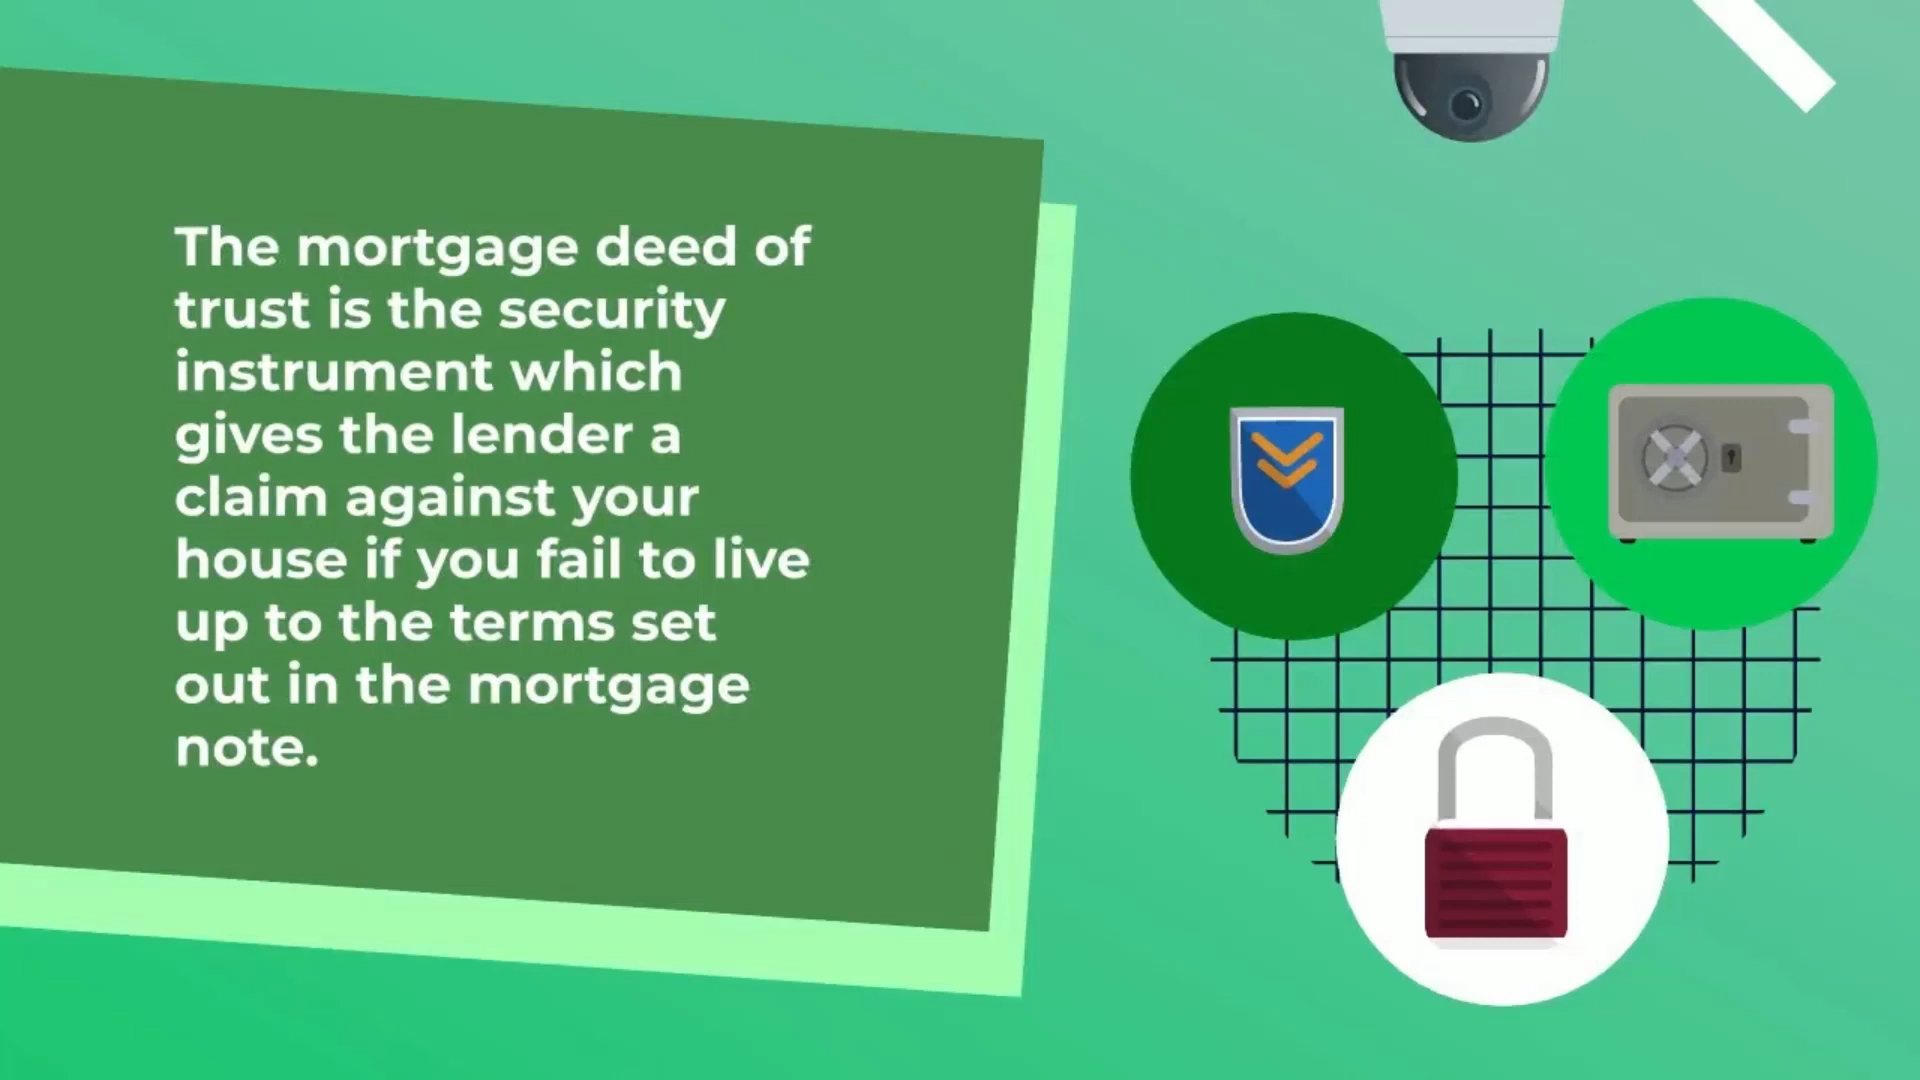 The mortgage deed of
trust is the security
instrument which
gives the lender a
claim against your
house if you fail to live
up to the terms set
out in the mortgage
note.